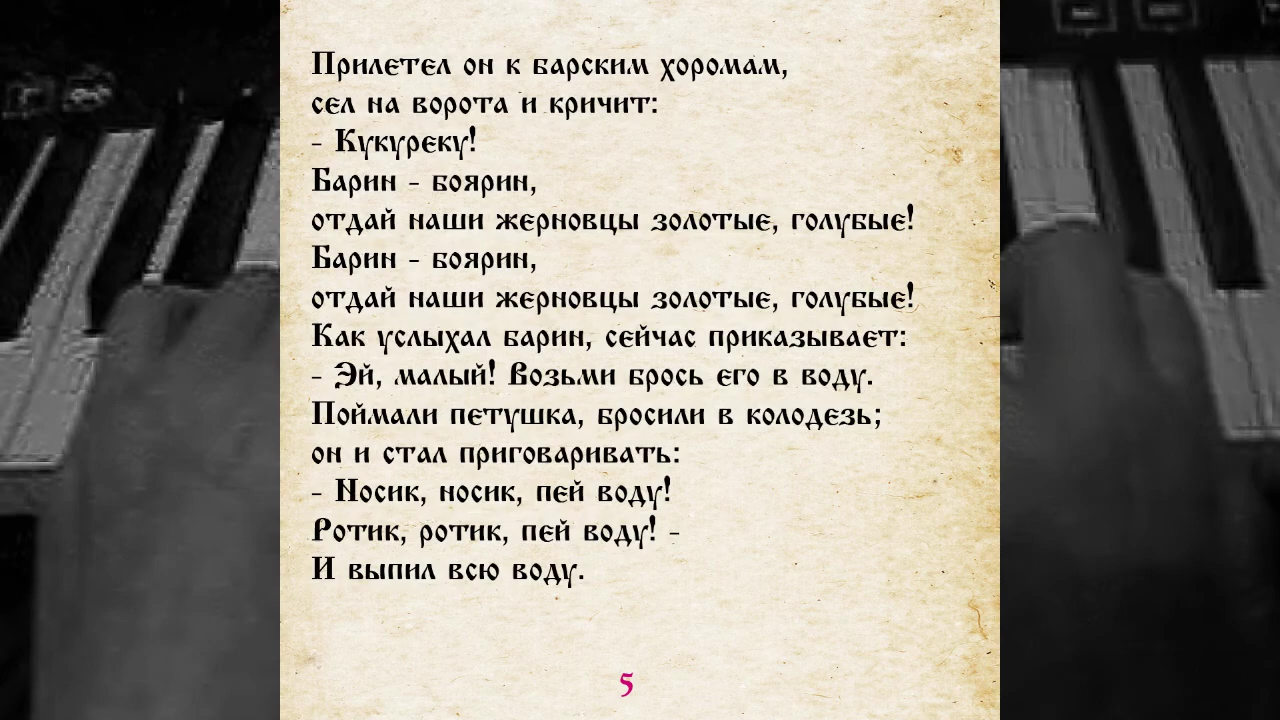 Прилетел он к барским хоромам,
сел на ворота и кричит:
- Кукуреку!
Барин - боярин,
отдай наши жерновцы золотые, голубые!
Барин - боярин,
отдай наши жерновцы золотые, голубые!
Как услыхал барин, сейчас приказывает:
- Эй, малый! Возьми брось его в воду.
Поймали петушка, бросили в колодезь;
он и стал приговаривать:
- Носик, носик, пей воду!
Ротик, ротик, пей воду! -
И выпил всю воду.
5